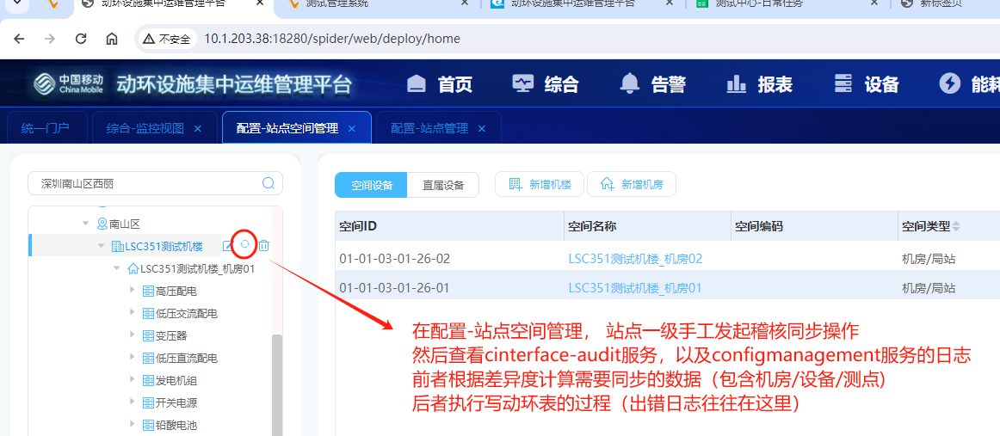 动环设施集中运维管理平台
测试管理系统
动环设施集中运维管理平台
测试中心-日常任务
新标签页
不安全
10.1.203.38:18280/spider/web/deploy/home
中国移动
China Mobile
动环设施集中运维管理平台
首页
综合
告警
报表
设备
能耗
统一门户
综合-监控视图
配置-站点空间管理
配置-站点管理
深圳南山区西丽
南山区
LSC351测试机楼
LSC351测试机楼_机房01
高压配电
低压交流配电
变压器
低压直流配电
发电机组
开关电源
铅酸电池
空间设备
直属设备
新增机楼
新增机房
空间ID
空间名称
空间编码
空间类型
01-01-03-01-26-02
LSC351测试机楼_机房02
机房/局站
01-01-03-01-26-01
LSC351测试机楼_机房01
机房/局站
在配置-站点空间管理， 站点一级手工发起稽核同步操作
然后查看cinterface-audit服务，以及configmanagement服务的日志
前者根据差异度计算需要同步的数据（包含机房/设备/测点)
后者执行写动环表的过程（出错日志往往在这里）